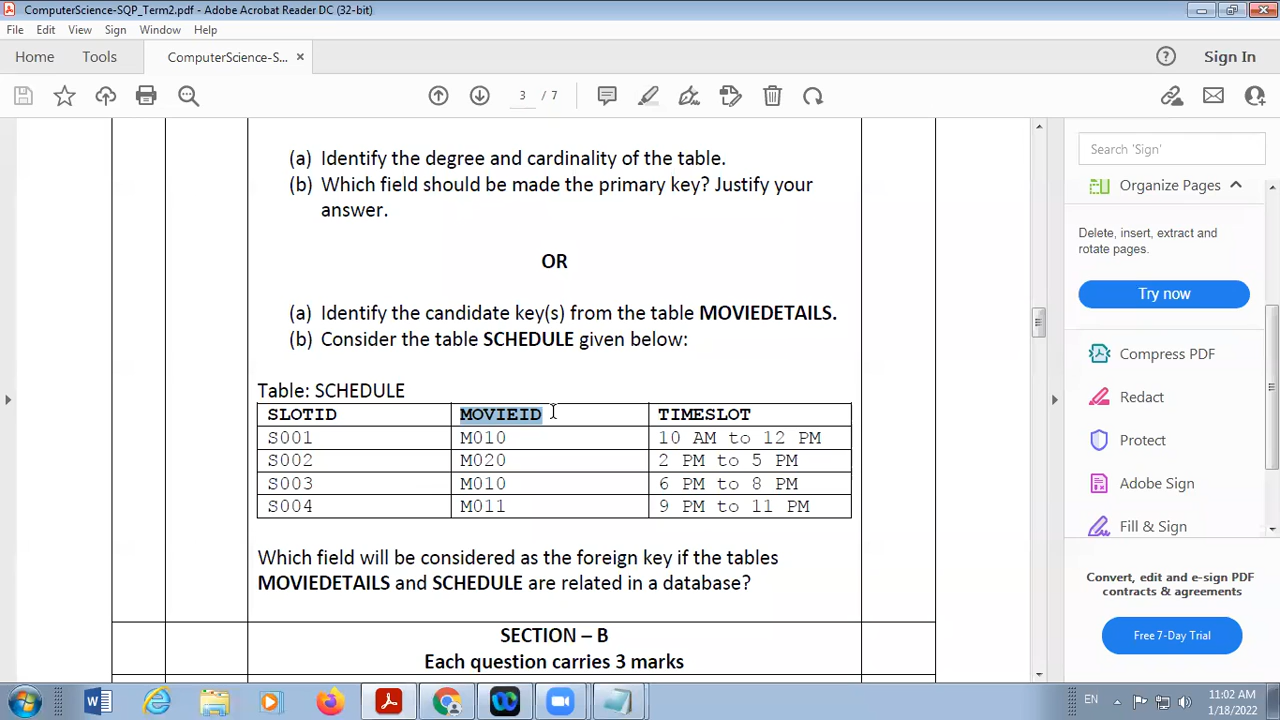 ComputerScience-SQP_Term2.pdf - Adobe Acrobat Reader DC (32-bit)
File Edit View Sign Window Help
Home Tools ComputerScience-S... × Sign In
3 / 7
(a) Identify the degree and cardinality of the table.
(b) Which field should be made the primary key? Justify your
answer.
OR
(a) Identify the candidate key(s) from the table MOVIEDETAILS.
(b) Consider the table SCHEDULE given below:
Table: SCHEDULE
SLOTID MOVIEID TIMESLOT
S001 M010 10 AM to 12 PM
S002 M020 2 PM to 5 PM
S003 M010 6 PM to 8 PM
S004 M011 9 PM to 11 PM
Which field will be considered as the foreign key if the tables
MOVIEDETAILS and SCHEDULE are related in a database?
SECTION – B
Each question carries 3 marks
Search 'Sign'
Organize Pages
Delete, insert, extract and
rotate pages.
Try now
Compress PDF
Redact
Protect
Adobe Sign
Fill & Sign
Convert, edit and e-sign PDF
contracts & agreements
Free 7-Day Trial
EN
11:02 AM
1/18/2022